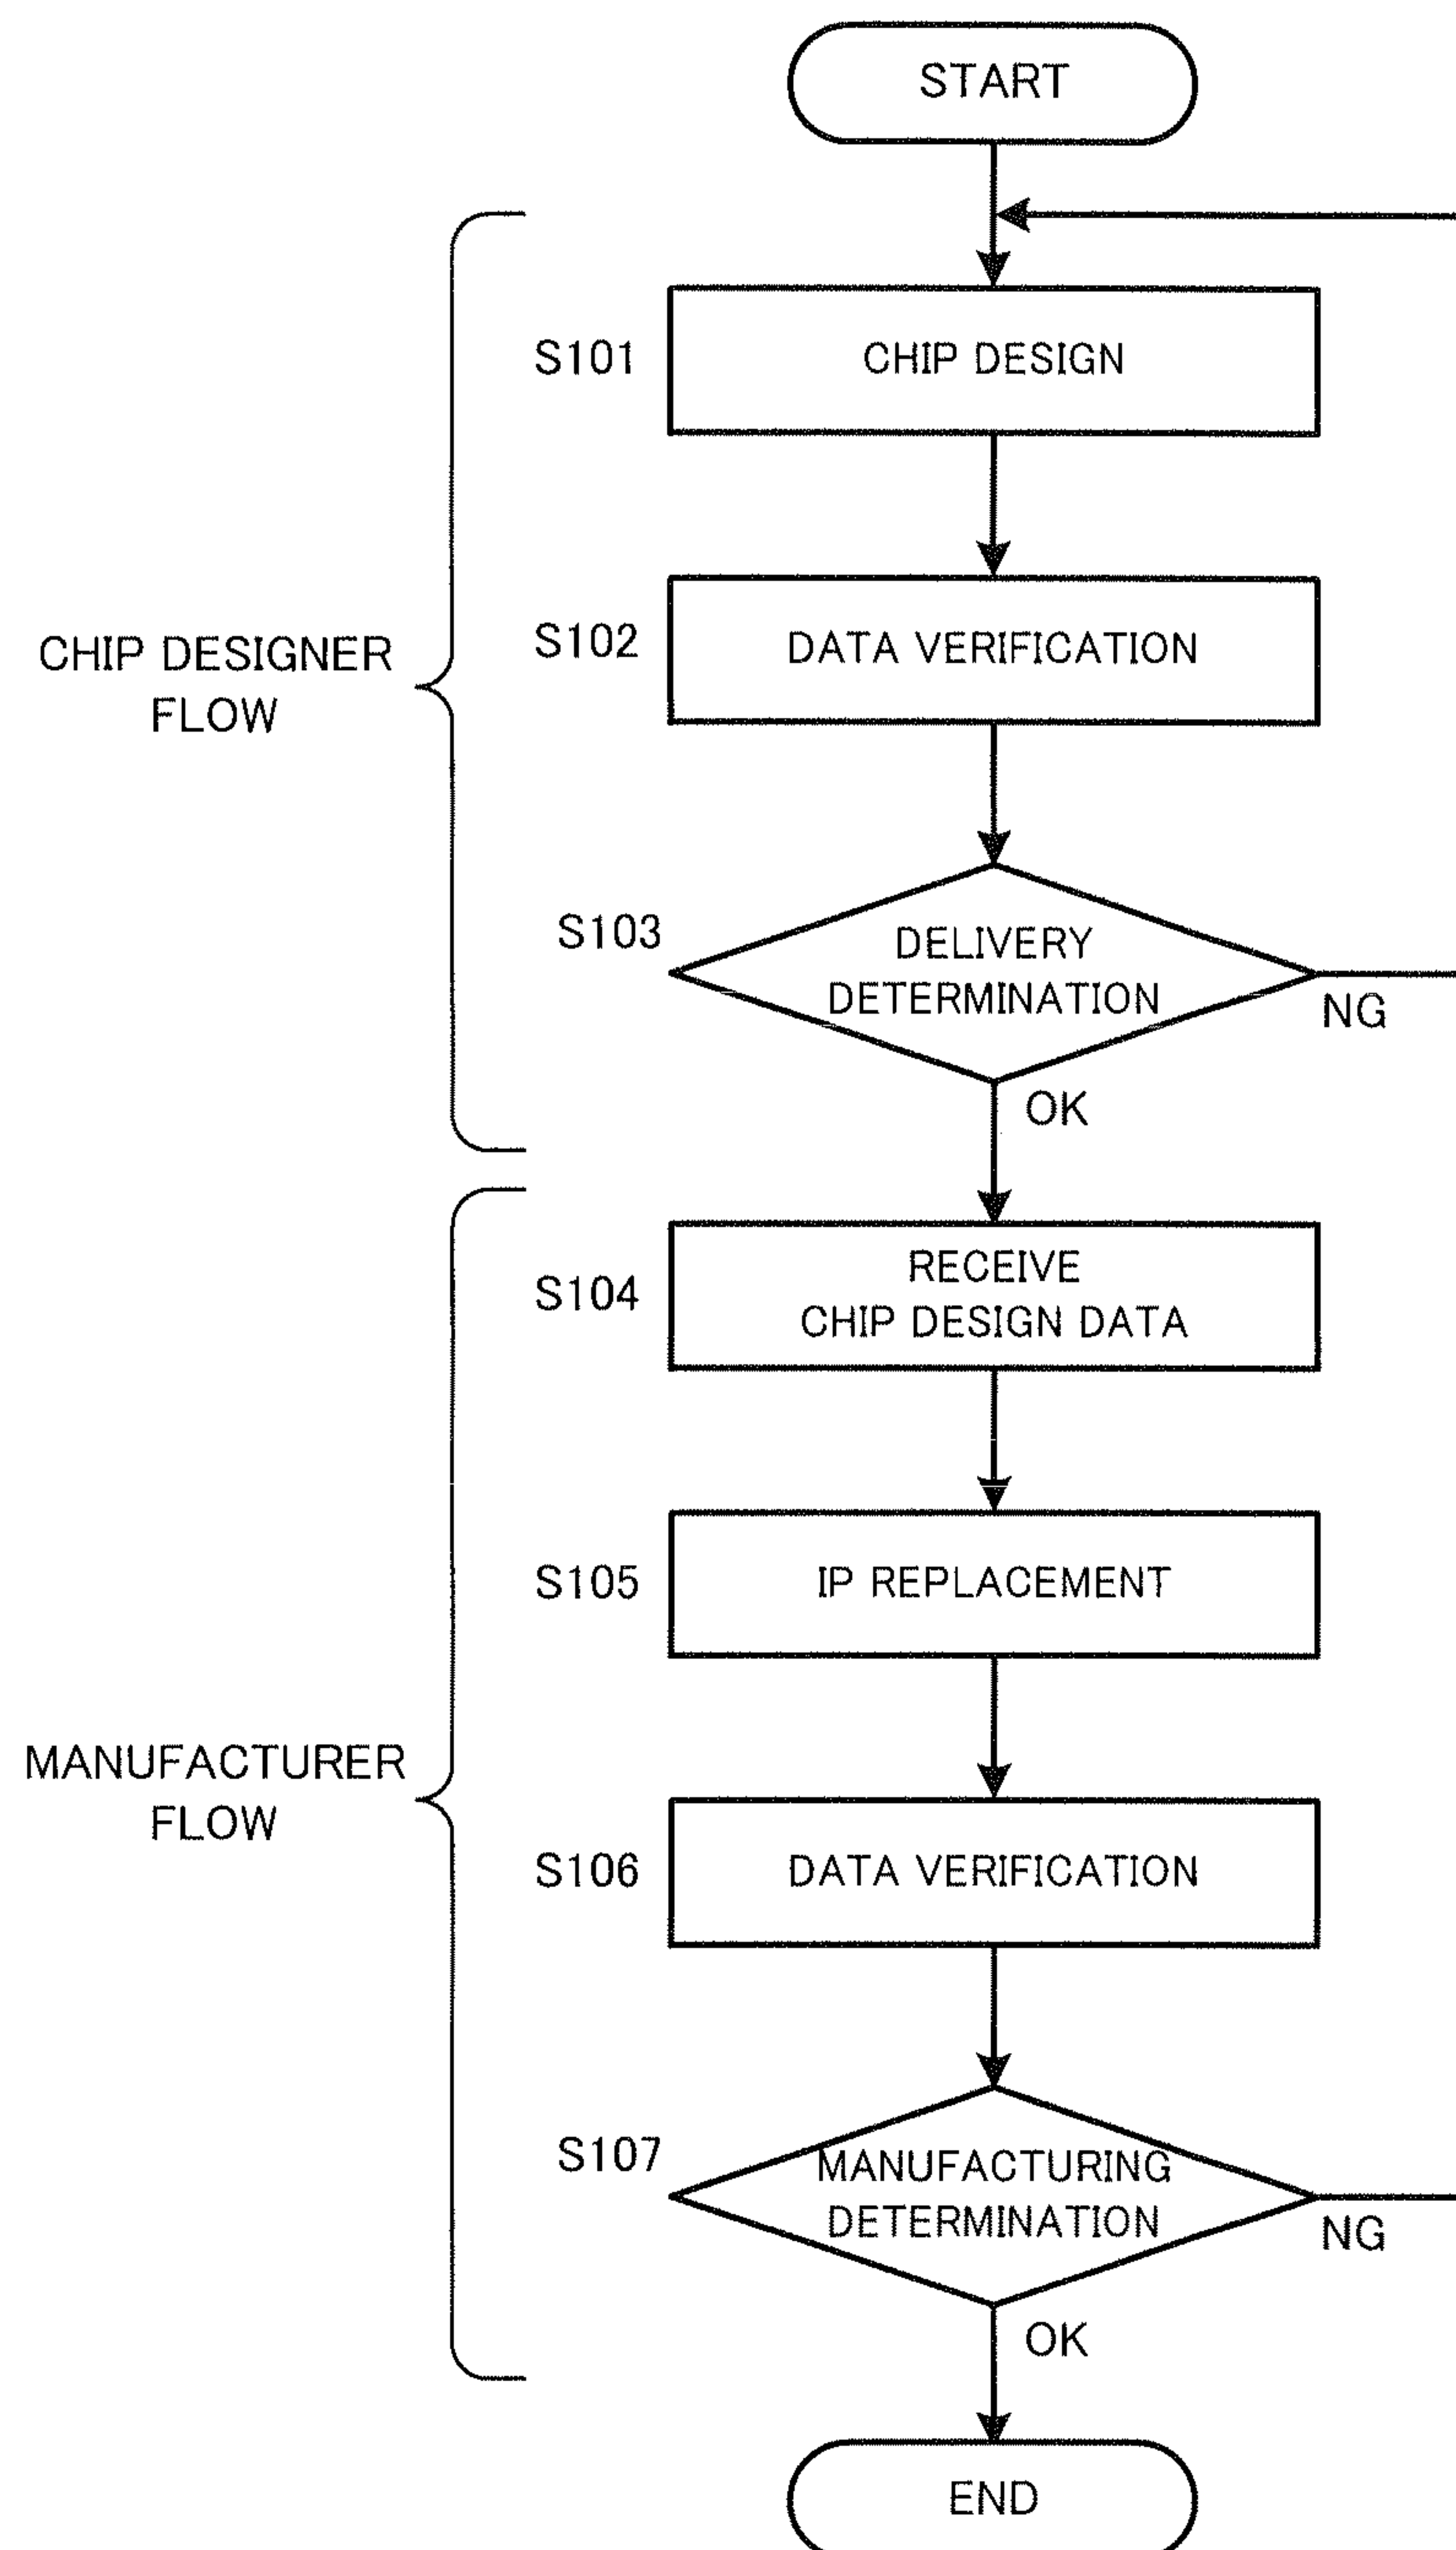 START
S101
CHIP DESIGN
CHIP DESIGNER
FLOW
S102
DATA VERIFICATION
S103
DELIVERY
DETERMINATION
NG
OK
S104
RECEIVE
CHIP DESIGN DATA
S105
IP REPLACEMENT
MANUFACTURER
FLOW
S106
DATA VERIFICATION
S107
MANUFACTURING
DETERMINATION
NG
OK
END